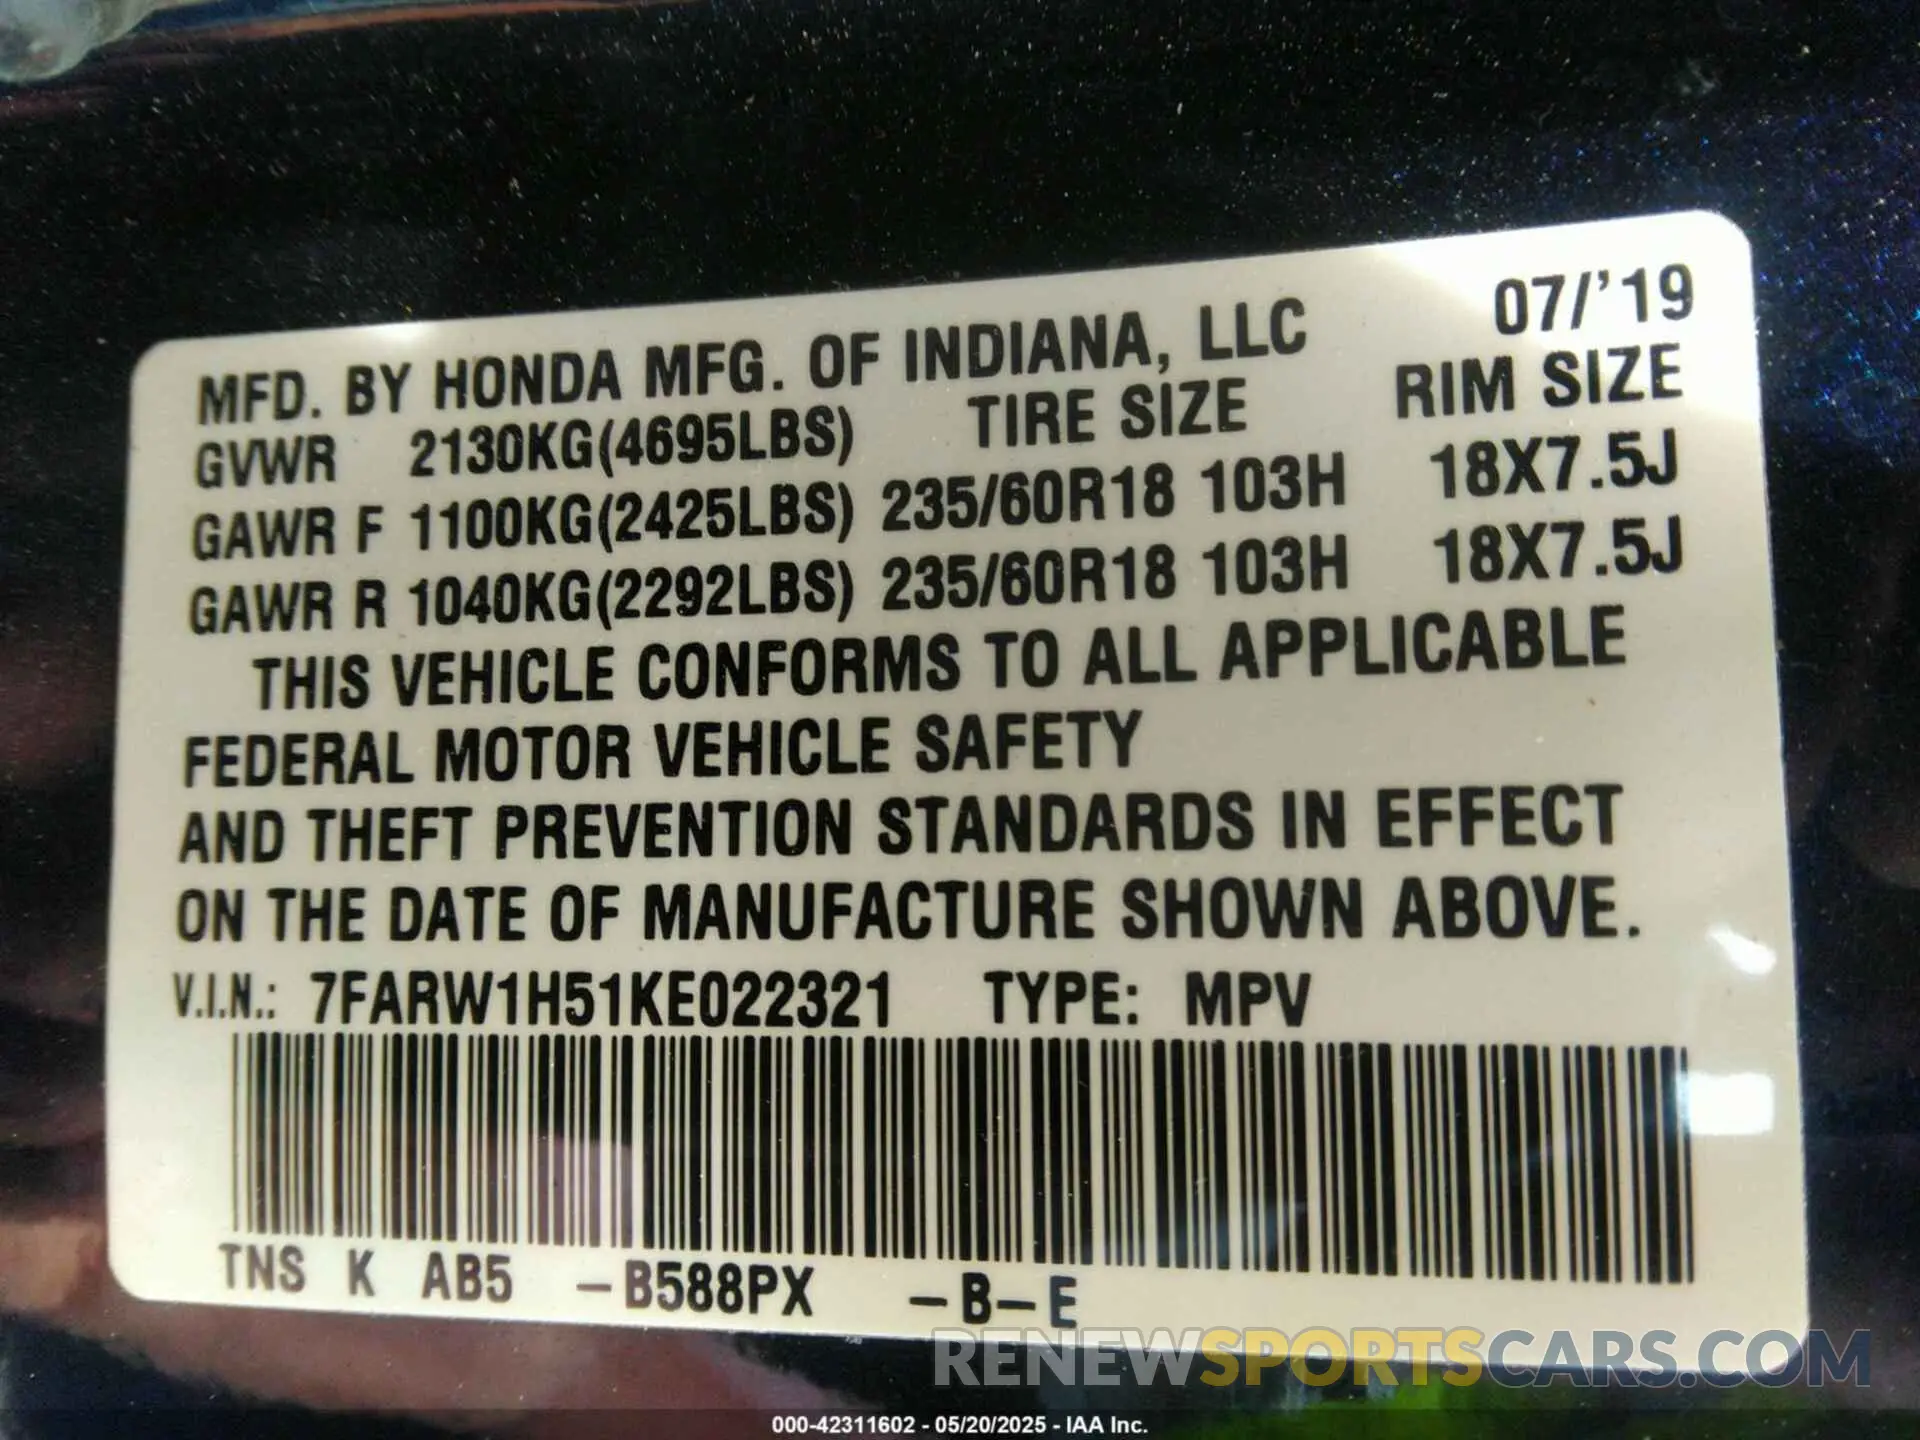 07/'19
MFD. BY HONDA MFG. OF INDIANA, LLC
GVWR 2130KG(4695LBS) TIRE SIZE RIM SIZE
GAWR F 1100KG(2425LBS) 235/60R18 103H 18X7.5J
GAWR R 1040KG(2292LBS) 235/60R18 103H 18X7.5J
THIS VEHICLE CONFORMS TO ALL APPLICABLE
FEDERAL MOTOR VEHICLE SAFETY
AND THEFT PREVENTION STANDARDS IN EFFECT
ON THE DATE OF MANUFACTURE SHOWN ABOVE.
V.I.N.: 7FARW1H51KE022321 TYPE: MPV
TNS K AB5 -B588PX -B-E
RENEWSPORTSCARS.COM
000-42311602 - 05/20/2025 - IAA Inc.